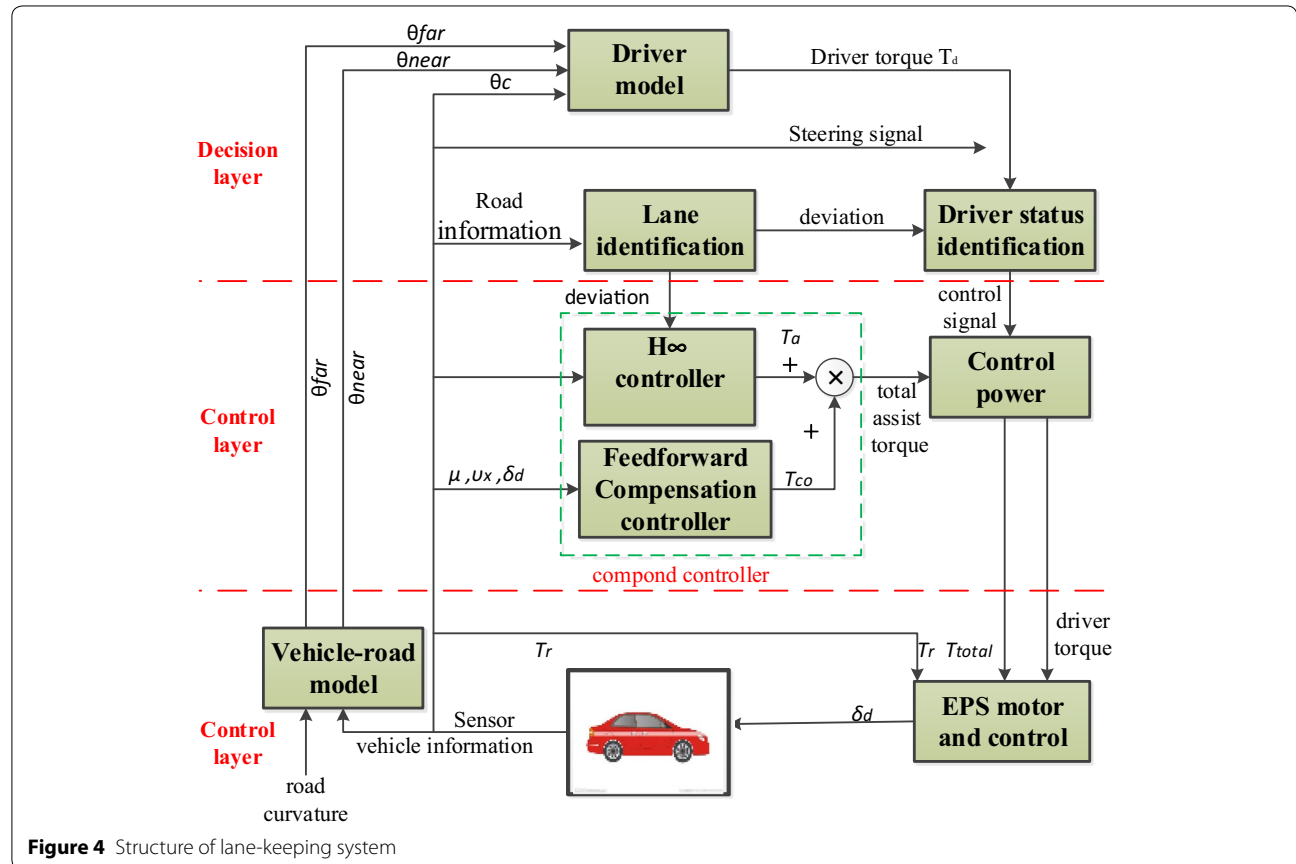 θfar
θnear
θc
Driver
model
Driver torque Td
Steering signal
Decision
layer
Road
information
Lane
identification
deviation
Driver status
identification
deviation
control
signal
θfar
θnear
H∞
controller
Ta
+
×
total
assist
torque
Control
power
Control
layer
+
μ ,υx ,δd
Feedforward
Compensation
controller
Tco
compond controller
Vehicle-road
model
Tr
Tr Ttotal
driver
torque
Control
layer
Sensor
vehicle information
δd
EPS motor
and control
road
curvature
Figure 4 Structure of lane-keeping system